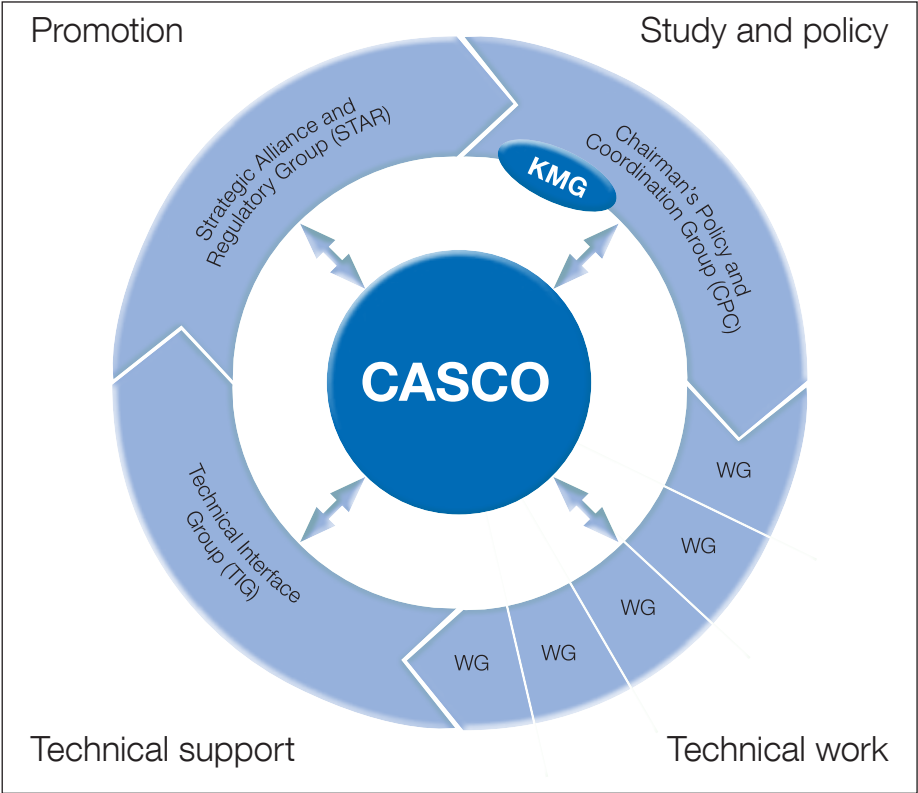 Promotion
Study and policy
Strategic Alliance and
Regulatory Group (STAR)
Chairman's Policy and
Coordination Group (CPC)
KMG
CASCO
WG
WG
WG
WG
WG
Technical Interface
Group (TIG)
Technical support
Technical work